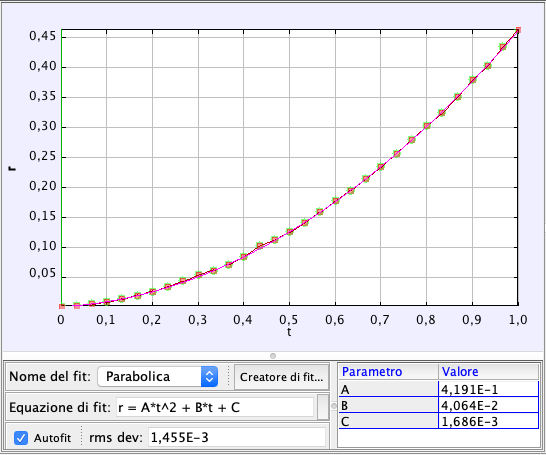 0,45
0,40
0,35
0,30
r
0,25
0,20
0,15
0,10
0,05
0 0,1 0,2 0,3 0,4 0,5 0,6 0,7 0,8 0,9 1,0
t
Nome del fit: Parabolica Creatore di fit...
Equazione di fit: r = A*t^2 + B*t + C
Autofit rms dev: 1,455E-3
Parametro Valore
A 4,191E-1
B 4,064E-2
C 1,686E-3